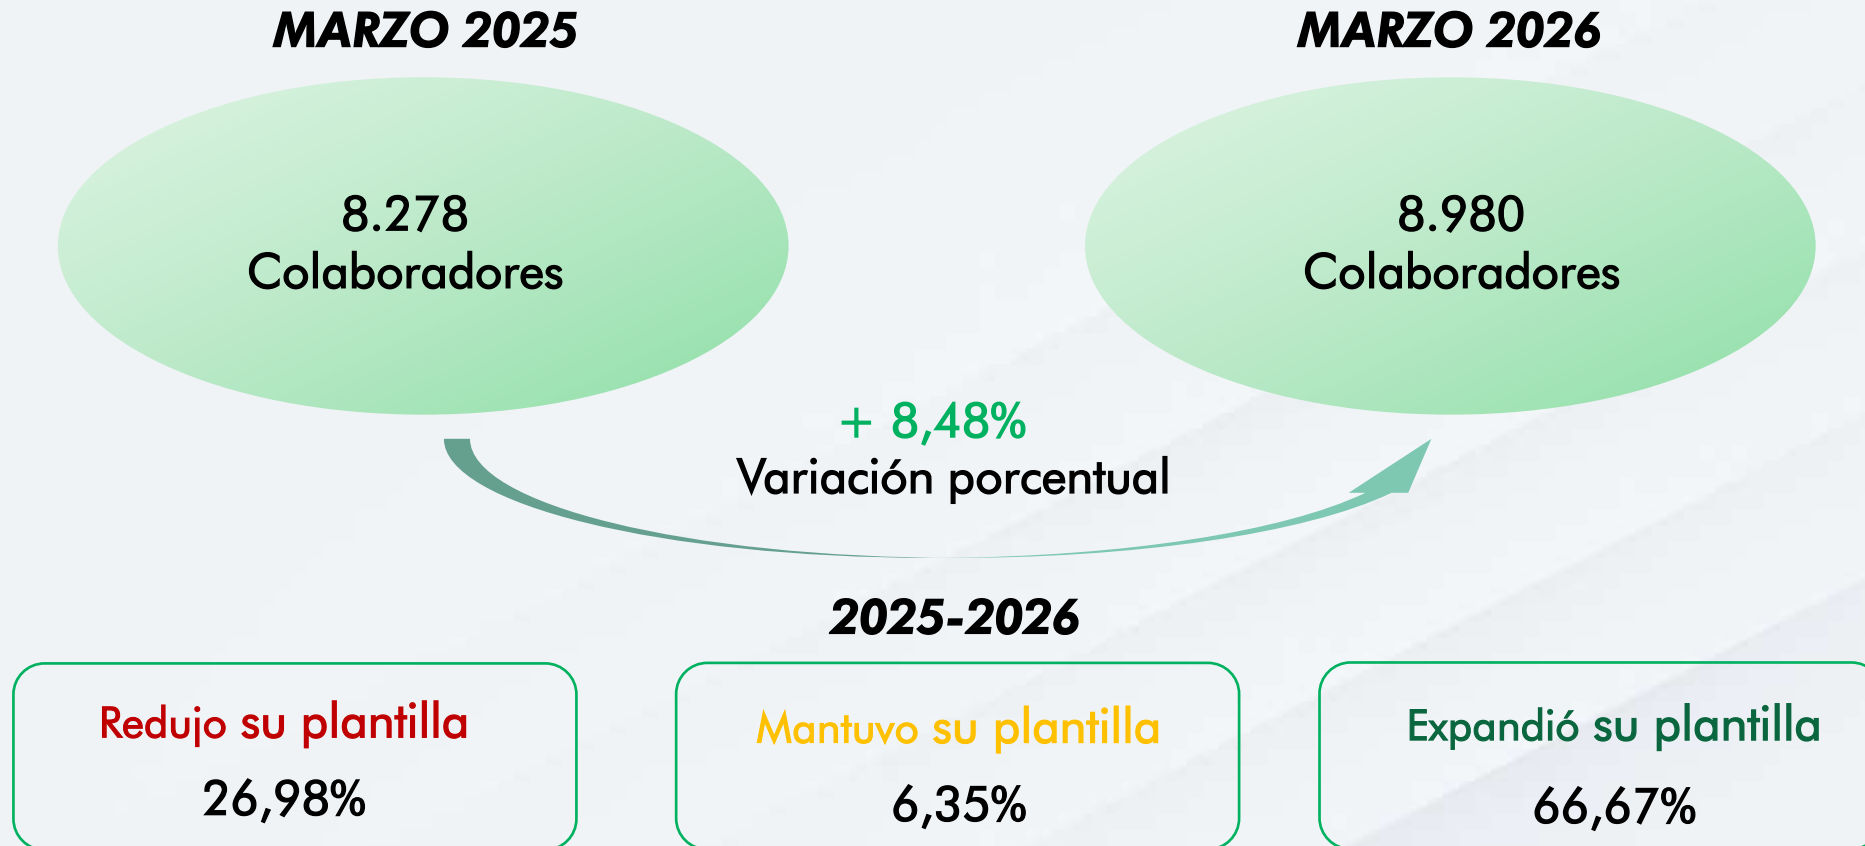 MARZO 2025
MARZO 2026
8.278
Colaboradores
8.980
Colaboradores
+ 8,48%
Variación porcentual
2025-2026
Redujo su plantilla
26,98%
Mantuvo su plantilla
6,35%
Expandió su plantilla
66,67%